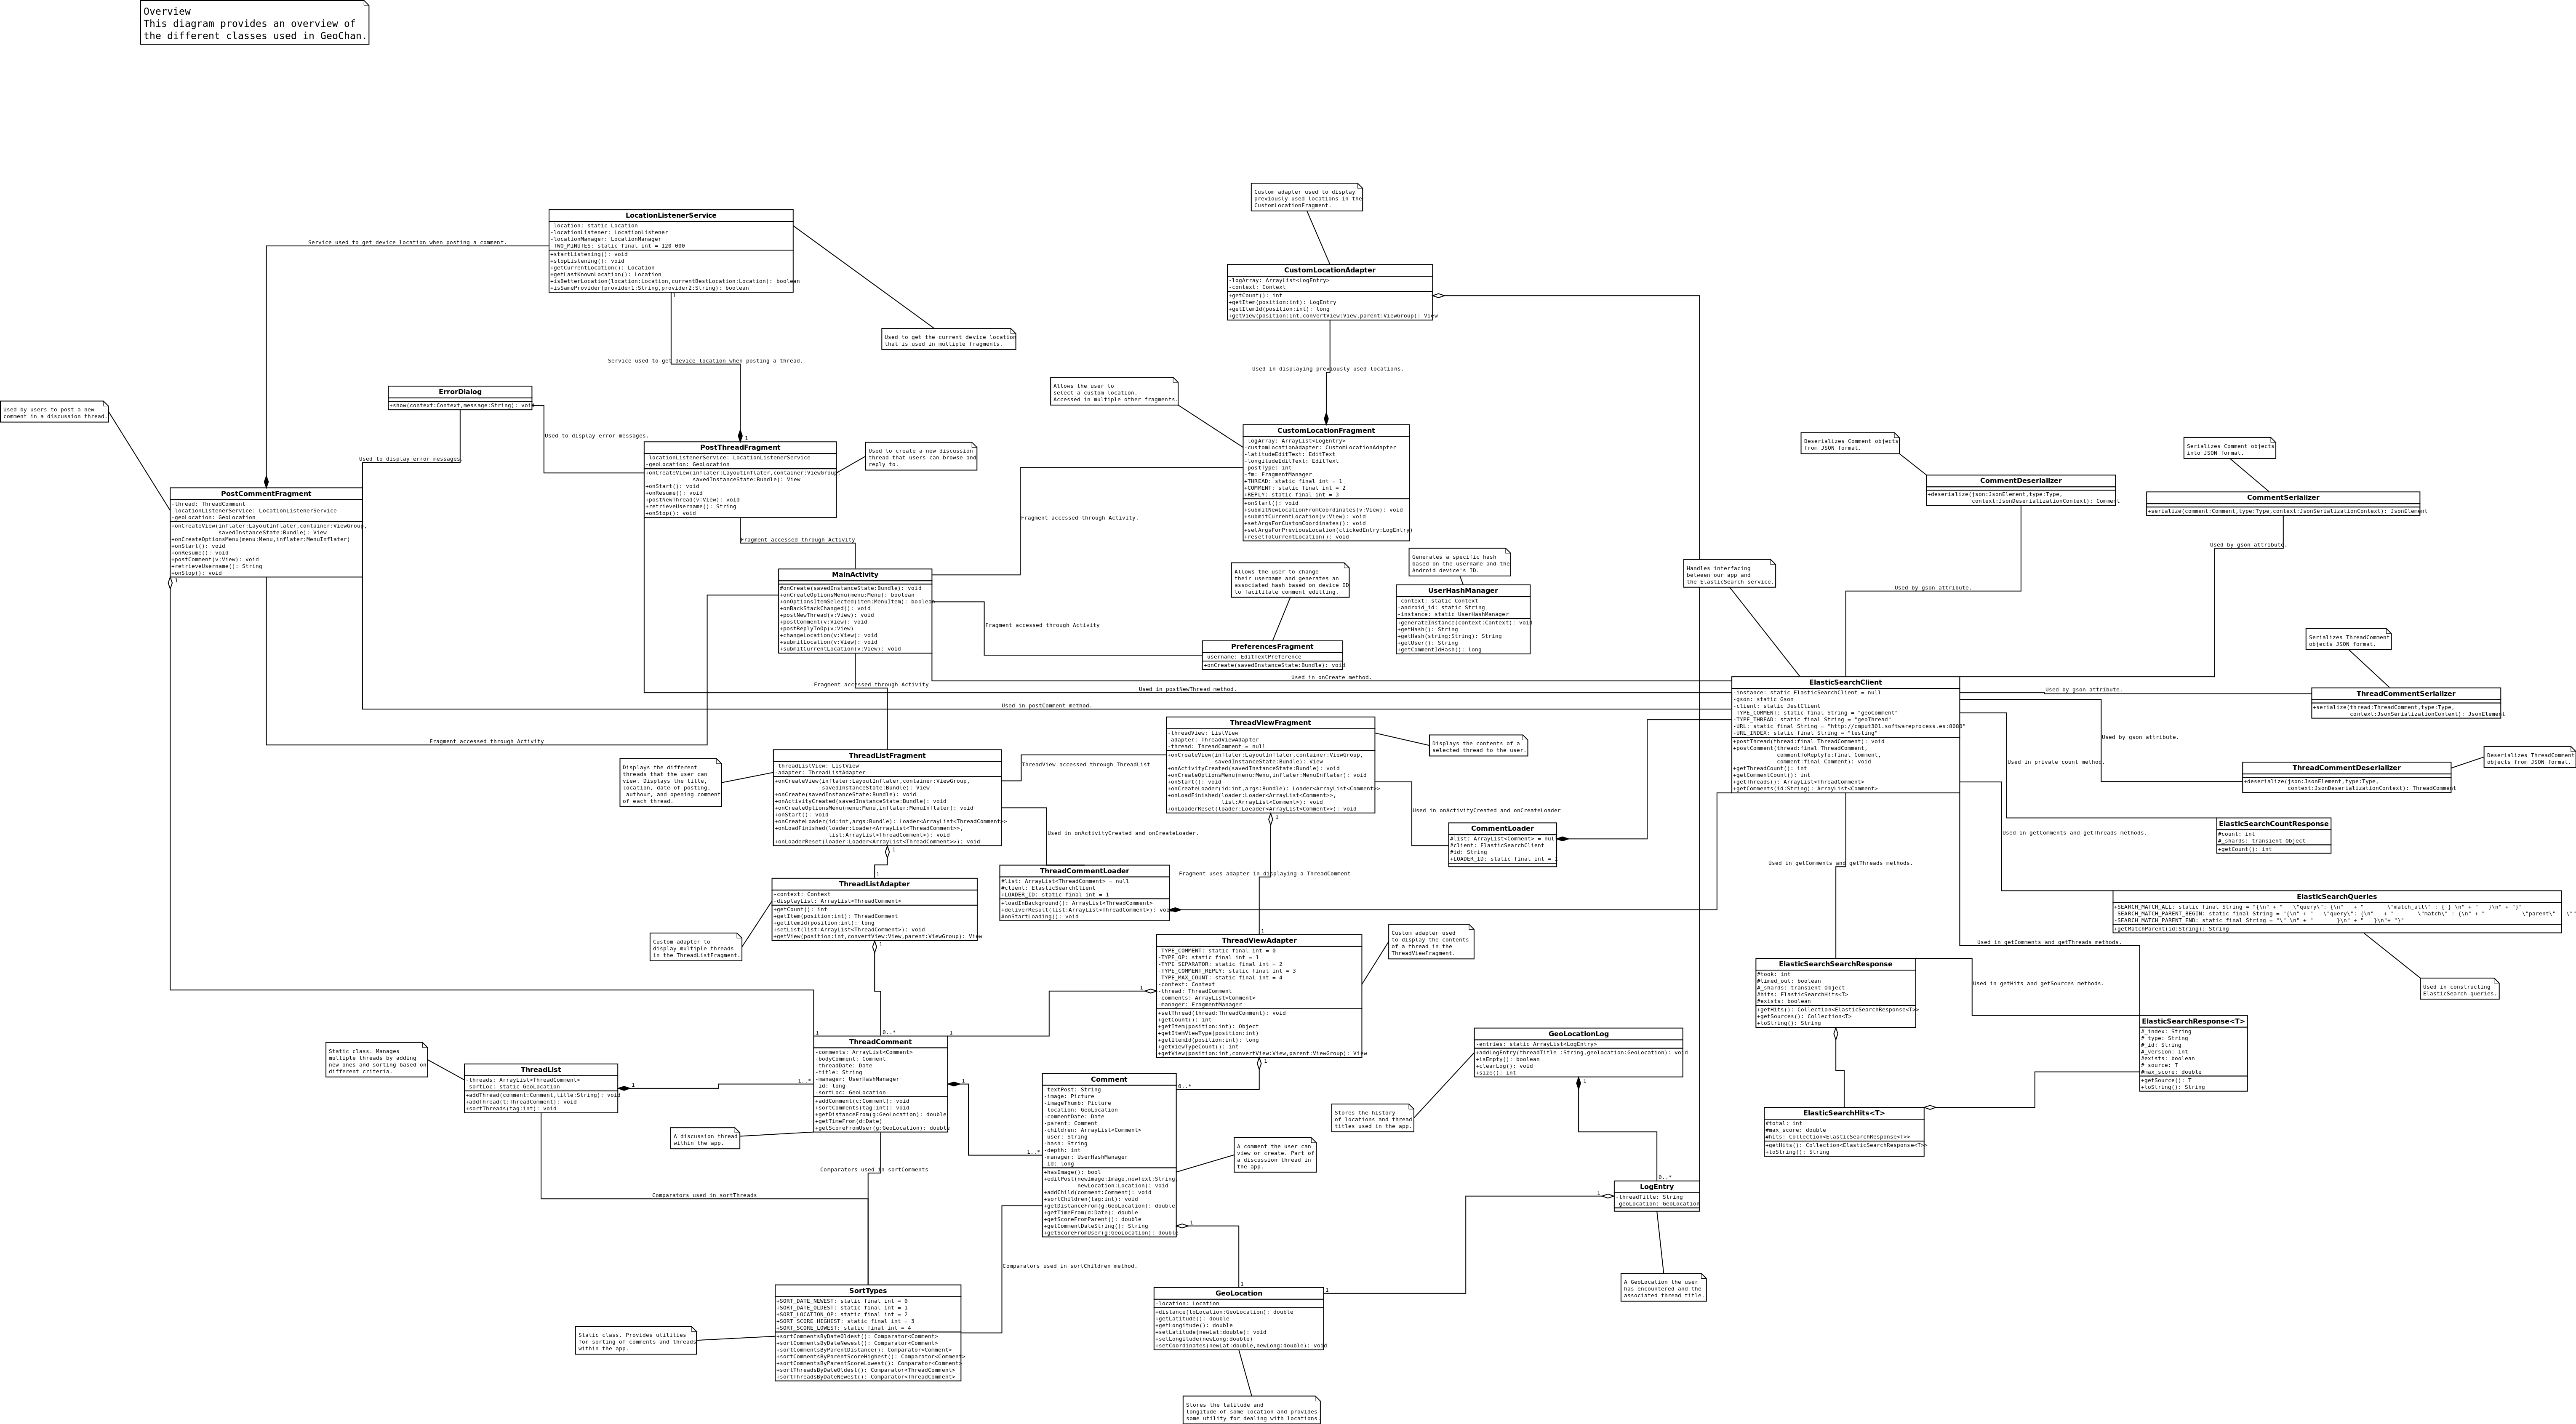 Overview
This diagram provides an overview of
the different classes used in GeoChan.
Custom adapter used to display
previously used locations in the
CustomLocationFragment.
LocationListenerService
-location: static Location
-locationListener: LocationListener
-locationManager: LocationManager
-TWO_MINUTES: static final int = 120 000
+startListening(): void
+stopListening(): void
+getCurrentLocation(): Location
+getLastKnownLocation(): Location
+isBetterLocation(location:Location,currentBestLocation:Location): boolean
+isSameProvider(provider1:String,provider2:String): boolean
1
Service used to get device location when posting a comment.
Used to get the current device location
that is used in multiple fragments.
Service used to get device location when posting a thread.
1
CustomLocationAdapter
-logArray: ArrayList<LogEntry>
-context: Context
+getCount(): int
+getItem(position:int): LogEntry
+getItemId(position:int): long
+getView(position:int,convertView:View,parent:ViewGroup): View
Used in displaying previously used locations.
Allows the user to
select a custom location.
Accessed in multiple other fragments.
ErrorDialog
+show(context:Context,message:String): void
Used to display error messages.
Used to display error messages.
Used by users to post a new
comment in a discussion thread.
PostThreadFragment
-locationListenerService: LocationListenerService
-geoLocation: GeoLocation
+onCreateView(inflater:LayoutInflater,container:ViewGroup,
savedInstanceState:Bundle): View
+onStart(): void
+onResume(): void
+postNewThread(v:View): void
+retrieveUsername(): String
+onStop(): void
Used to create a new discussion
thread that users can browse and
reply to.
CustomLocationFragment
-logArray: ArrayList<LogEntry>
-customLocationAdapter: CustomLocationAdapter
-latitudeEditText: EditText
-longitudeEditText: EditText
-postType: int
-fm: FragmentManager
+THREAD: static final int = 1
+COMMENT: static final int = 2
+REPLY: static final int = 3
+onStart(): void
+submitNewLocationFromCoordinates(v:View): void
+submitCurrentLocation(v:View): void
+setArgsForCustomCoordinates(): void
+setArgsForPreviousLocation(clickedEntry:LogEntry)
+resetToCurrentLocation(): void
PostCommentFragment
-thread: ThreadComment
-locationListenerService: LocationListenerService
-geoLocation: GeoLocation
+onCreateView(inflater:LayoutInflater,container:ViewGroup,
savedInstanceState:Bundle): View
+onCreateOptionsMenu(menu:Menu,inflater:MenuInflater)
+onStart(): void
+onResume(): void
+postComment(v:View): void
+retrieveUsername(): String
+onStop(): void
1
Fragment accessed through Activity.
Fragment accessed through Activity
Deserializes Comment objects
from JSON format.
Serializes Comment objects
into JSON format.
CommentDeserializer
+deserialize(json:JsonElement,type:Type,
context:JsonDeserializationContext): Comment
CommentSerializer
+serialize(comment:Comment,type:Type,context:JsonSerializationContext): JsonElement
Used by gson attribute.
Used by gson attribute.
MainActivity
#onCreate(savedInstanceState:Bundle): void
+onCreateOptionsMenu(menu:Menu): boolean
+onOptionsItemSelected(item:MenuItem): boolean
+onBackStackChanged(): void
+postNewThread(v:View): void
+postComment(v:View): void
+postReplyToOp(v:View)
+changeLocation(v:View): void
+submitLocation(v:View): void
+submitCurrentLocation(v:View): void
Fragment accessed through Activity
Allows the user to change
their username and generates an
associated hash based on device ID
to facilitate comment editting.
Generates a specific hash
based on the username and the
Android device's ID.
UserHashManager
-context: static Context
-android_id: static String
-instance: static UserHashManager
+generateInstance(context:Context): void
+getHash(): String
+getHash(string:String): String
+getUser(): String
+getCommentIdHash(): long
PreferencesFragment
-username: EditTextPreference
+onCreate(savedInstanceState:Bundle): void
Handles interfacing
between our app and
the ElasticSearch service.
Used in onCreate method.
Used in postNewThread method.
Used in postComment method.
Fragment accessed through Activity
Fragment accessed through Activity
ElasticSearchClient
-instance: static ElasticSearchClient = null
-gson: static Gson
-client: static JestClient
-TYPE_COMMENT: static final String = "geoComment"
-TYPE_THREAD: static final String = "geoThread"
-URL: static final String = "http://cmput301.softwareprocess.es:8080"
-URL_INDEX: static final String = "testing"
+postThread(thread:final ThreadComment): void
+postComment(thread:final ThreadComment,
commentToReplyTo:final Comment,
comment:final Comment): void
+getThreadCount(): int
+getCommentCount(): int
+getThreads(): ArrayList<ThreadComment>
+getComments(id:String): ArrayList<Comment>
Serializes ThreadComment
objects JSON format.
Used by gson attribute.
ThreadCommentSerializer
+serialize(thread:ThreadComment,type:Type,
context:JsonSerializationContext): JsonElement
Used by gson attribute.
Deserializes ThreadComment
objects from JSON format.
ThreadCommentDeserializer
+deserialize(json:JsonElement,type:Type,
context:JsonDeserializationContext): ThreadComment
Used in private count method.
ElasticSearchCountResponse
#count: int
#_shards: transient Object
+getCount(): int
Used in getComments and getThreads methods.
ThreadViewFragment
-threadView: ListView
-adapter: ThreadViewAdapter
-thread: ThreadComment = null
+onCreateView(inflater:LayoutInflater,container:ViewGroup,
savedInstanceState:Bundle): View
+onActivityCreated(savedInstanceState:Bundle): void
+onCreateOptionsMenu(menu:Menu,inflater:MenuInflater): void
+onStart(): void
+onCreateLoader(id:int,args:Bundle): Loader<ArrayList<Comment>>
+onLoadFinished(loader:Loader<ArrayList<Comment>>,
list:ArrayList<Comment>): void
+onLoaderReset(loader:Loader<ArrayList<Comment>>): void
1
Displays the contents of a
selected thread to the user.
ThreadListFragment
-threadListView: ListView
-adapter: ThreadListAdapter
+onCreateView(inflater:LayoutInflater,container:ViewGroup,
savedInstanceState:Bundle): View
+onCreate(savedInstanceState:Bundle): void
+onActivityCreated(savedInstanceState:Bundle): void
+onCreateOptionsMenu(menu:Menu,inflater:MenuInflater): void
+onStart(): void
+onCreateLoader(id:int,args:Bundle): Loader<ArrayList<ThreadComment>>
+onLoadFinished(loader:Loader<ArrayList<ThreadComment>>,
list:ArrayList<ThreadComment>): void
+onLoaderReset(loader:Loader<ArrayList<ThreadComment>>): void
1
Displays the different
threads that the user can
view. Displays the title,
location, date of posting,
authour, and opening comment
of each thread.
ThreadView accessed through ThreadList
Used in onActivityCreated and onCreateLoader.
Used in onActivityCreated and onCreateLoader
CommentLoader
#list: ArrayList<Comment> = null
#client: ElasticSearchClient
#id: String
+LOADER_ID: static final int = 1
Used in getComments and getThreads methods.
Fragment uses adapter in displaying a ThreadComment
1
ThreadCommentLoader
#list: ArrayList<ThreadComment> = null
#client: ElasticSearchClient
+LOADER_ID: static final int = 1
+loadInBackground(): ArrayList<ThreadComment>
+deliverResult(list:ArrayList<ThreadComment>): void
#onStartLoading(): void
1
ThreadListAdapter
-context: Context
-displayList: ArrayList<ThreadComment>
+getCount(): int
+getItem(position:int): ThreadComment
+getItemId(position:int): long
+setList(list:ArrayList<ThreadComment>): void
+getView(position:int,convertView:View,parent:ViewGroup): View
1
Custom adapter to
display multiple threads
in the ThreadListFragment.
ElasticSearchQueries
+SEARCH_MATCH_ALL: static final String = "{\n" + "   \"query\": {\n"   + "       \"match_all\" : { } \n" + "   }\n" + "}"
-SEARCH_MATCH_PARENT_BEGIN: static final String = "{\n" + "   \"query\": {\n"   + "       \"match\" : {\n" + "           \"parent\"
-SEARCH_MATCH_PARENT_END: static final String = "\" \n" + "       }\n" + "   }\n"+ "}"
+getMatchParent(id:String): String
Used in constructing
ElasticSearch queries.
Used in getComments and getThreads methods.
ThreadViewAdapter
-TYPE_COMMENT: static final int = 0
-TYPE_OP: static final int = 1
-TYPE_SEPARATOR: static final int = 2
-TYPE_COMMENT_REPLY: static final int = 3
-TYPE_MAX_COUNT: static final int = 4
-context: Context
-thread: ThreadComment
-comments: ArrayList<Comment>
-manager: FragmentManager
+setThread(thread:ThreadComment): void
+getCount(): int
+getItem(position:int): Object
+getItemViewType(position:int)
+getItemId(position:int): long
+getViewTypeCount(): int
+getView(position:int,convertView:View,parent:ViewGroup): View
1
1
Custom adapter used
to display the contents
of a thread in the
ThreadViewFragment.
ElasticSearchSearchResponse
#took: int
#timed_out: boolean
#_shards: transient Object
#hits: ElasticSearchHits<T>
#exists: boolean
+getHits(): Collection<ElasticSearchResponse<T>>
+getSources(): Collection<T>
+toString(): String
Used in getHits and getSources methods.
ElasticSearchResponse<T>
#_index: String
#_type: String
#_id: String
#_version: int
#exists: boolean
#_source: T
#max_score: double
+getSource(): T
+toString(): String
ElasticSearchHits<T>
#total: int
#max_score: double
#hits: Collection<ElasticSearchResponse<T>>
+getHits(): Collection<ElasticSearchResponse<T>>
+toString(): String
GeoLocationLog
-entries: static ArrayList<LogEntry>
+addLogEntry(threadTitle :String,geolocation:GeoLocation): void
+isEmpty(): boolean
+clearLog(): void
+size(): int
1
Stores the history
of locations and thread
titles used in the app.
1
0..*
1
ThreadComment
-comments: ArrayList<Comment>
-bodyComment: Comment
-threadDate: Date
-title: String
-manager: UserHashManager
-id: long
-sortLoc: GeoLocation
+addComment(c:Comment): void
+sortComments(tag:int): void
+getDistanceFrom(g:GeoLocation): double
+getTimeFrom(d:Date)
+getScoreFromUser(g:GeoLocation): double
1
1..*
Static class. Manages
multiple threads by adding
new ones and sorting based on
different criteria.
ThreadList
-threads: ArrayList<ThreadComment>
-sortLoc: static GeoLocation
+addThread(comment:Comment,title:String): void
+addThread(t:ThreadComment): void
+sortThreads(tag:int): void
1
A discussion thread
within the app.
Comparators used in sortComments
Comparators used in sortThreads
Comment
-textPost: String
-image: Picture
-imageThumb: Picture
-location: GeoLocation
-commentDate: Date
-parent: Comment
-children: ArrayList<Comment>
-user: String
-hash: String
-depth: int
-manager: UserHashManager
-id: long
+hasImage(): bool
+editPost(newImage:Image,newText:String,
newLocation:Location): void
+addChild(comment:Comment): void
+sortChildren(tag:int): void
+getDistanceFrom(g:GeoLocation): double
+getTimeFrom(d:Date): double
+getScoreFromParent(): double
+getCommentDateString(): String
+getScoreFromUser(g:GeoLocation): double
0..*
1..*
1
A comment the user can
view or create. Part of
a discussion thread in
the app.
0..*
LogEntry
-threadTitle: String
-geoLocation: GeoLocation
1
A GeoLocation the user
has encountered and the
associated thread title.
Comparators used in sortChildren method.
SortTypes
+SORT_DATE_NEWEST: static final int = 0
+SORT_DATE_OLDEST: static final int = 1
+SORT_LOCATION_OP: static final int = 2
+SORT_SCORE_HIGHEST: static final int = 3
+SORT_SCORE_LOWEST: static final int = 4
+sortCommentsByDateOldest(): Comparator<Comment>
+sortCommentsByDateNewest(): Comparator<Comment>
+sortCommentsByParentDistance(): Comparator<Comment>
+sortCommentsByParentScoreHighest(): Comparator<Comment>
+sortCommentsByParentScoreLowest(): Comparator<Comment>
+sortThreadsByDateOldest(): Comparator<ThreadComment>
+sortThreadsByDateNewest(): Comparator<ThreadComment>
Static class. Provides utilities
for sorting of comments and threads
within the app.
1
1
GeoLocation
-location: Location
+distance(toLocation:GeoLocation): double
+getLatitude(): double
+getLongitude(): double
+setLatitude(newLat:double): void
+setLongitude(newLong:double)
+setCoordinates(newLat:double,newLong:double): void
Stores the latitude and
longitude of some location and provides
some utility for dealing with locations.